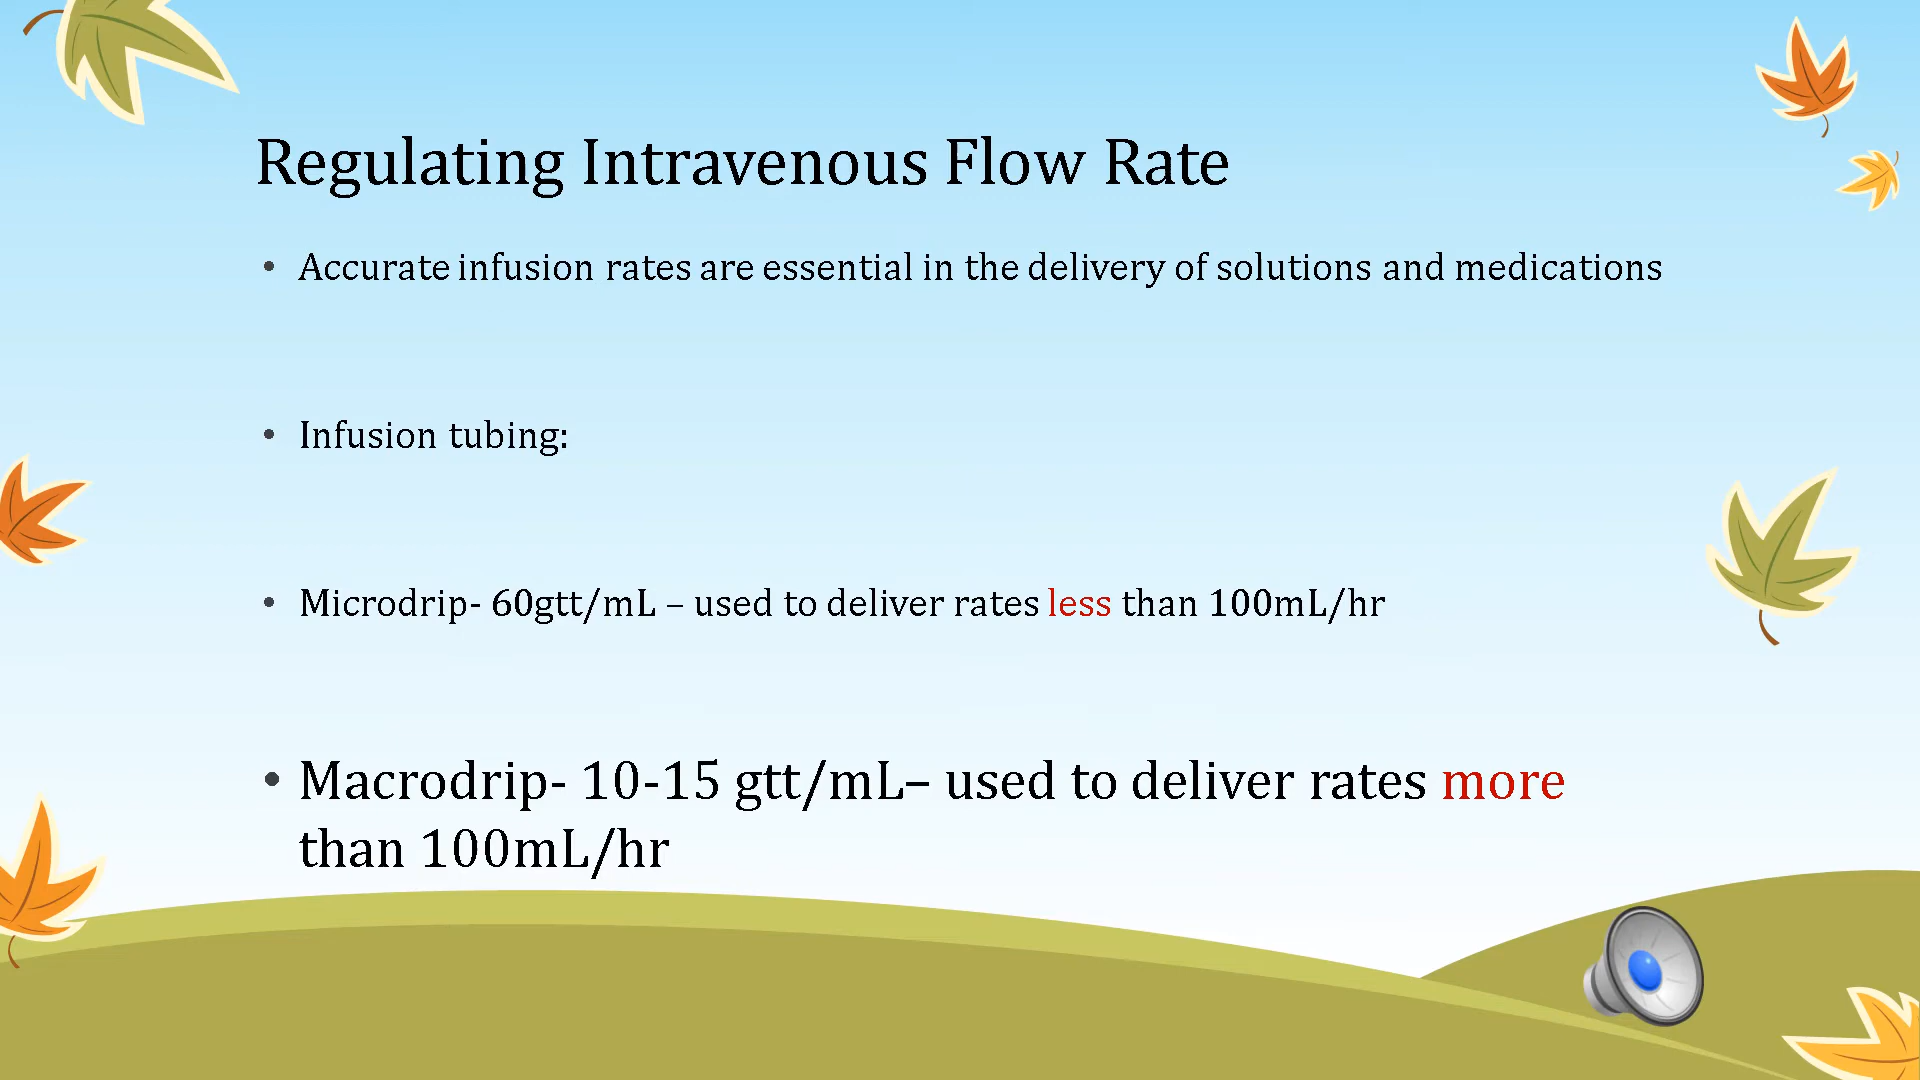 Regulating Intravenous Flow Rate
• Accurate infusion rates are essential in the delivery of solutions and medications
• Infusion tubing:
• Microdrip- 60gtt/mL – used to deliver rates less than 100mL/hr
• Macrodrip- 10-15 gtt/mL– used to deliver rates more
than 100mL/hr